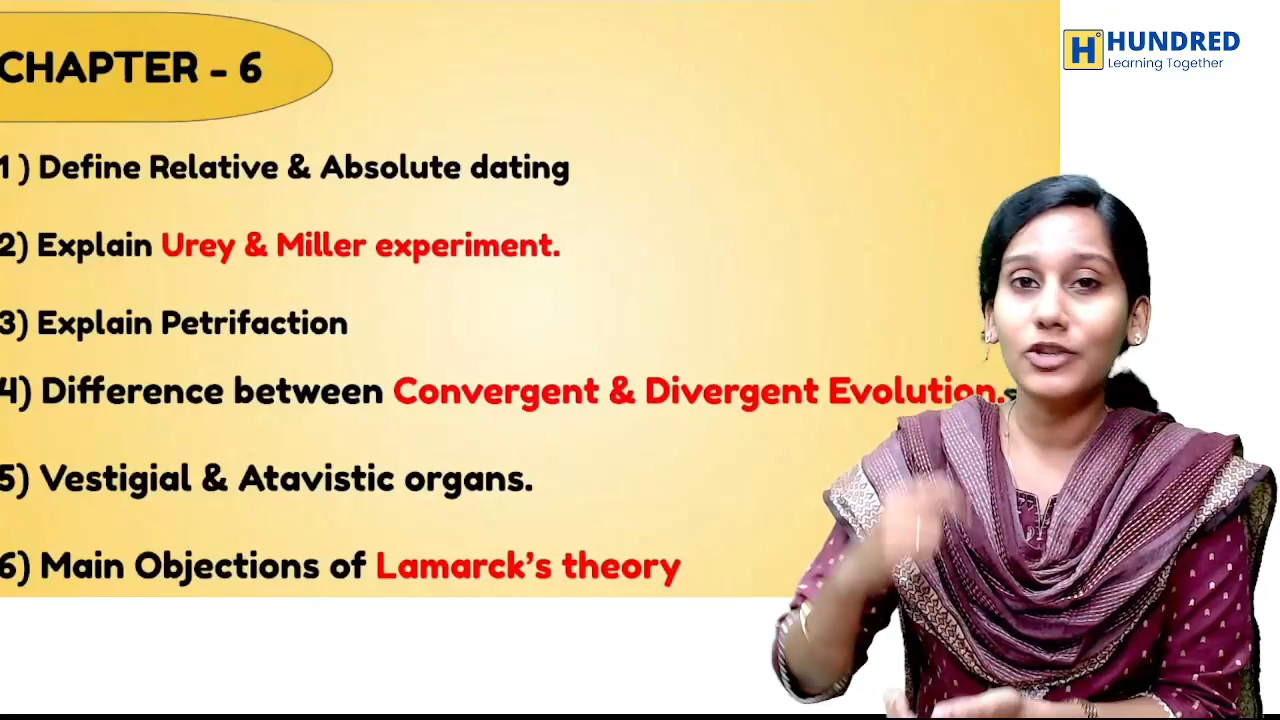 CHAPTER - 6
HUNDRED
Learning Together
1 ) Define Relative & Absolute dating
2) Explain Urey & Miller experiment.
3) Explain Petrifaction
4) Difference between Convergent & Divergent Evolution.
5) Vestigial & Atavistic organs.
6) Main Objections of Lamarck's theory